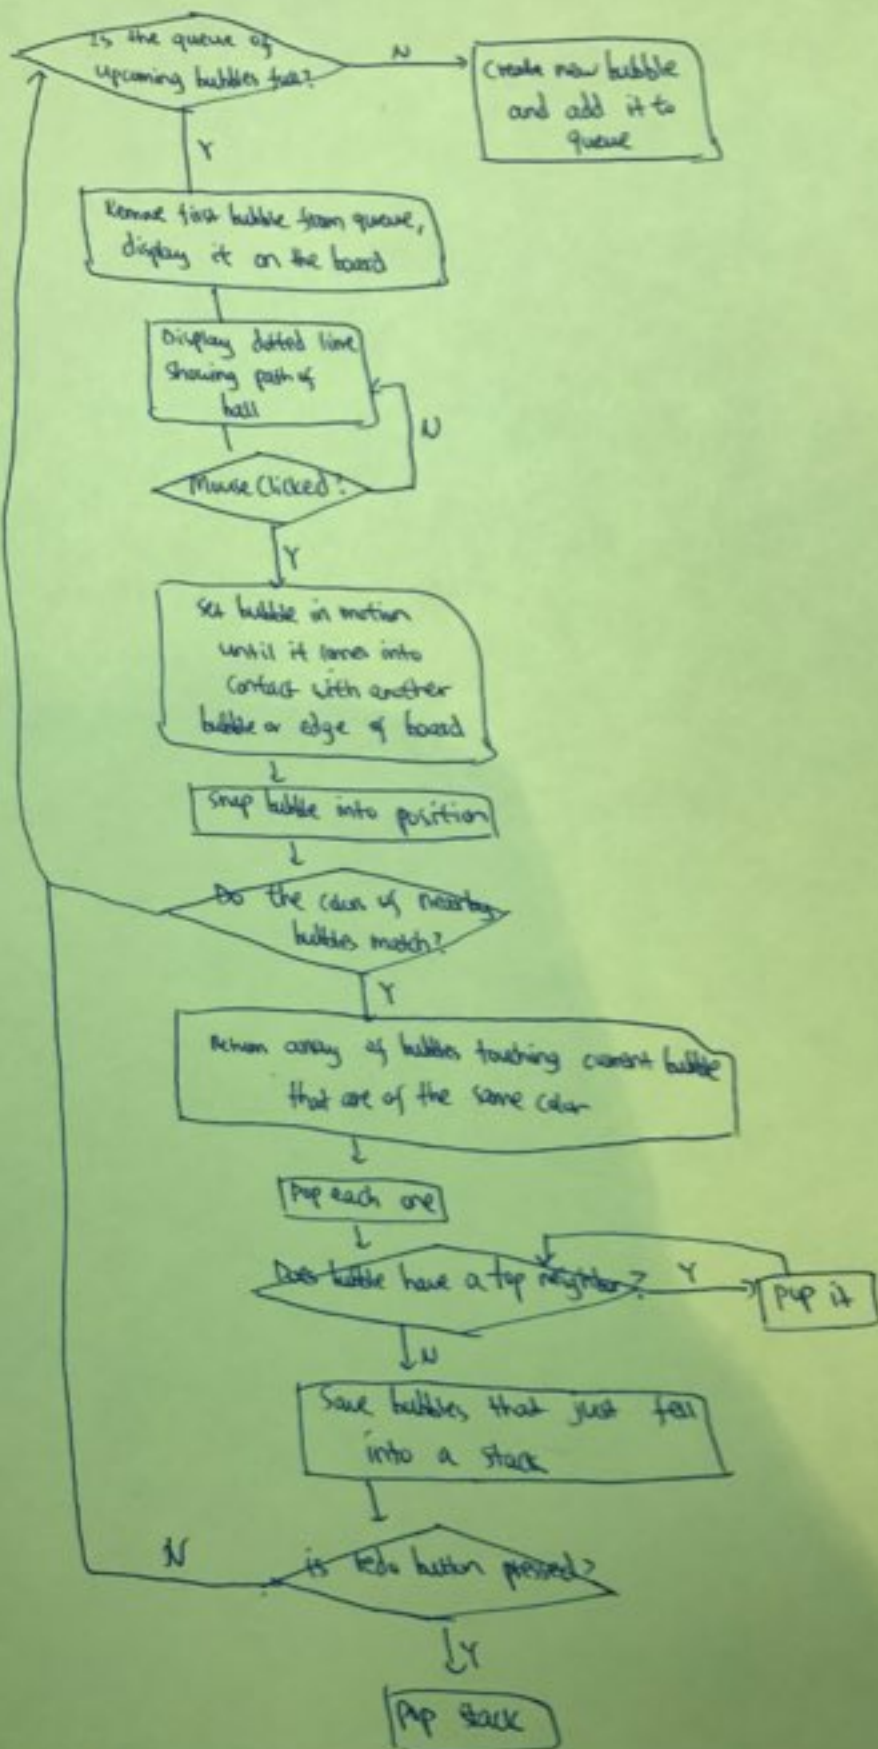 Is the queue of
upcoming bubbles full?
N
Create new bubble
and add it to
queue
Y
Remove first bubble from queue,
display it on the board
Display dotted line
showing path of
ball
N
Mouse Clicked?
Y
Set bubble in motion
until it comes into
contact with another
bubble or edge of board
Snap bubble into position
Do the colors of nearby
bubbles match?
Y
Return array of bubbles touching current bubble
that are of the same color
Pop each one
Does bubble have a top neighbor?
Y
Pop it
N
Save bubbles that just fell
into a stack
N
is redo button pressed?
Y
Pop stack